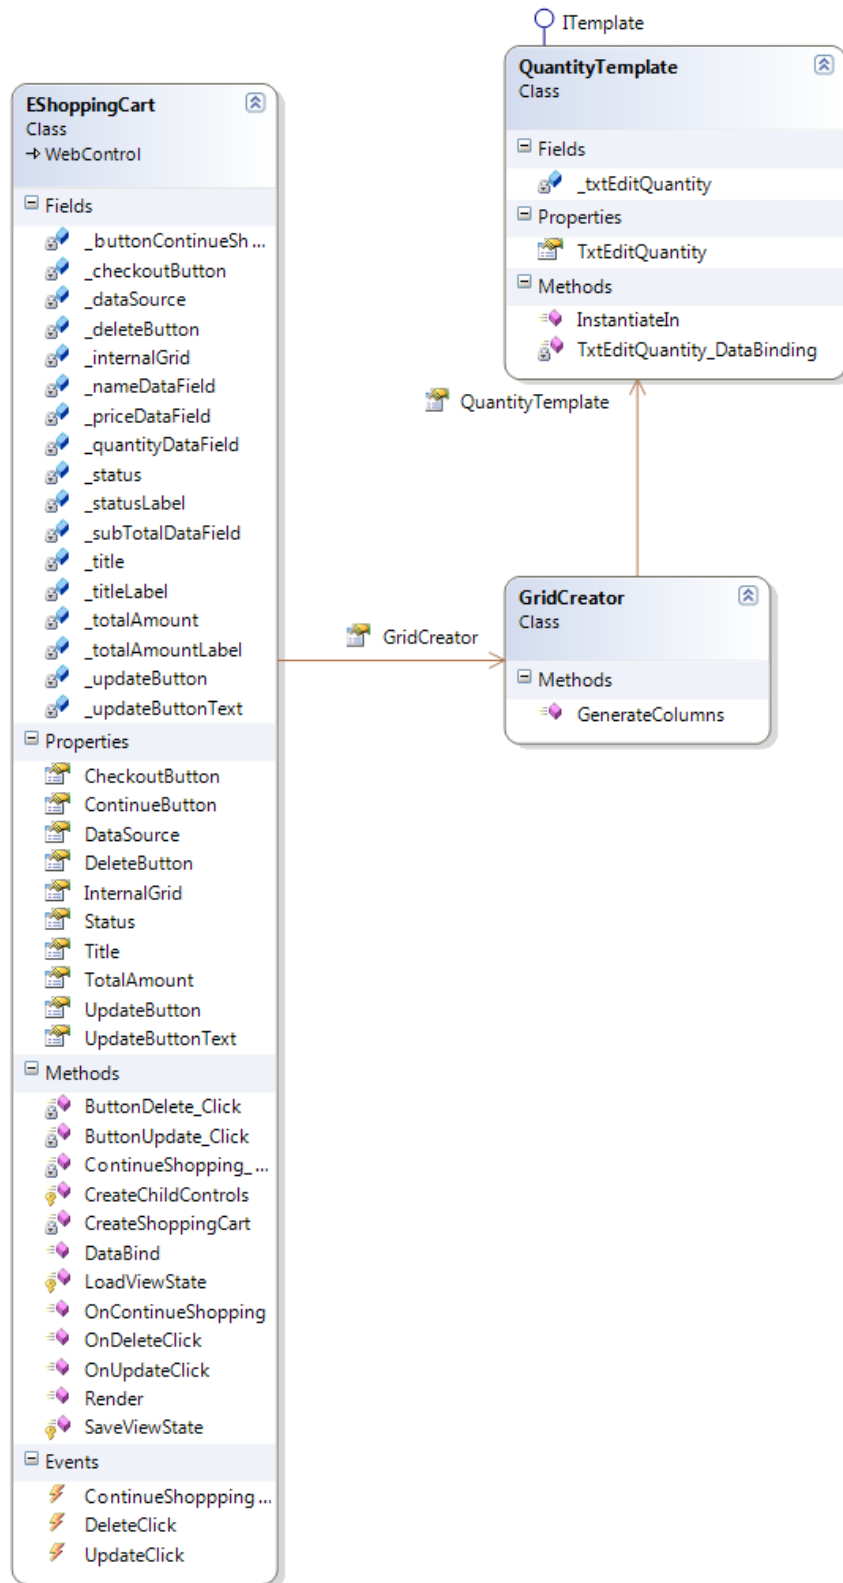 ITemplate
QuantityTemplate
Class
Fields
_txtEditQuantity
Properties
TxtEditQuantity
Methods
InstantiateIn
TxtEditQuantity_DataBinding
QuantityTemplate
EShoppingCart
Class
WebControl
Fields
_buttonContinueSh...
_checkoutButton
_dataSource
_deleteButton
_internalGrid
_nameDataField
_priceDataField
_quantityDataField
_status
_statusLabel
_subTotalDataField
_title
_titleLabel
_totalAmount
_totalAmountLabel
_updateButton
_updateButtonText
Properties
CheckoutButton
ContinueButton
DataSource
DeleteButton
InternalGrid
Status
Title
TotalAmount
UpdateButton
UpdateButtonText
Methods
ButtonDelete_Click
ButtonUpdate_Click
ContinueShopping_...
CreateChildControls
CreateShoppingCart
DataBind
LoadViewState
OnContinueShopping
OnDeleteClick
OnUpdateClick
Render
SaveViewState
Events
ContinueShoppping...
DeleteClick
UpdateClick
GridCreator
GridCreator
Class
Methods
GenerateColumns